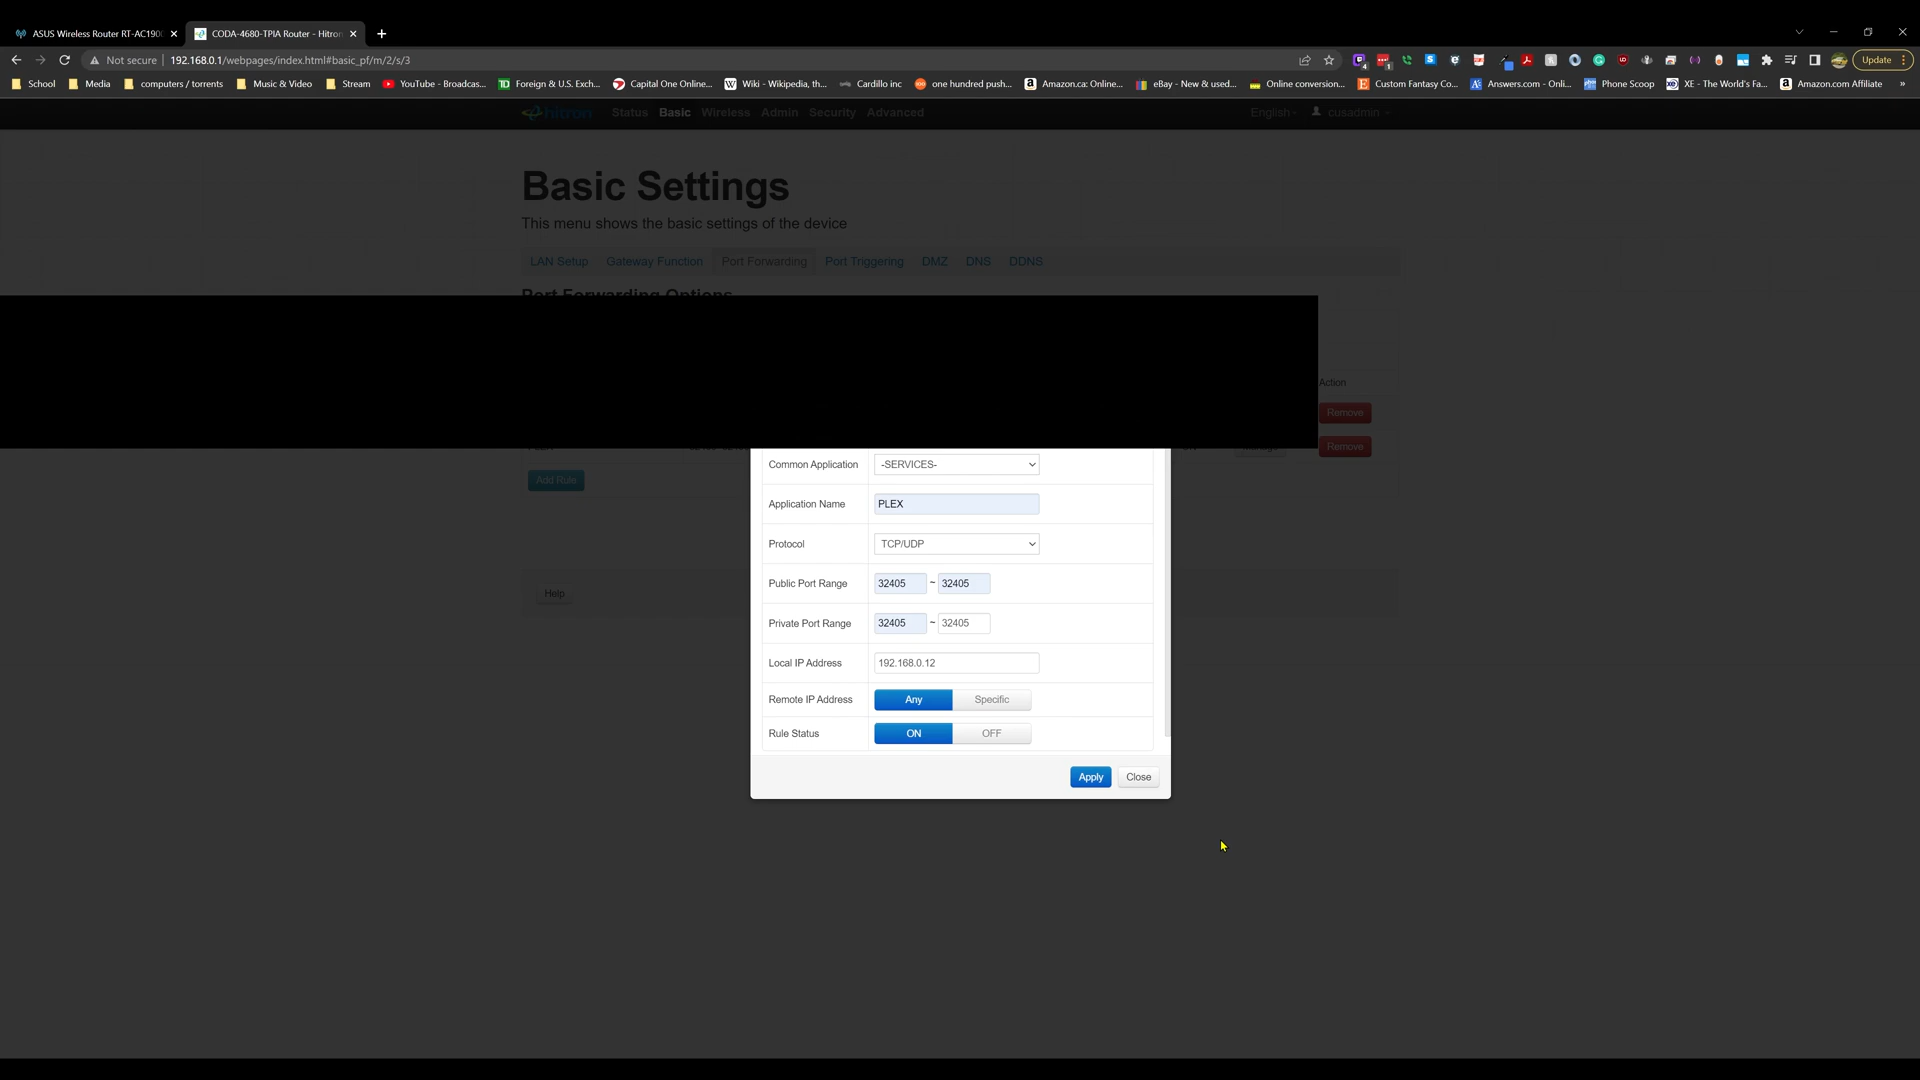 ASUS Wireless Router RT-AC1900
CODA-4680-TPIA Router - Hitron
Not secure
192.168.0.1/webpages/index.html#basic_pf/m/2/s/3
Update
School
Media
computers / torrents
Music & Video
Stream
YouTube - Broadcas...
Foreign & U.S. Exch...
Capital One Online...
Wiki - Wikipedia, th...
Cardillo inc
one hundred push...
Amazon.ca: Online...
eBay - New & used...
Online conversion...
Custom Fantasy Co...
Answers.com - Onli...
Phone Scoop
XE - The World's Fa...
Amazon.com Affiliate
»
hitron
Status
Basic
Wireless
Admin
Security
Advanced
English
cusadmin
Basic Settings
This menu shows the basic settings of the device
LAN Setup
Gateway Function
Port Forwarding
Port Triggering
DMZ
DNS
DDNS
Port Forwarding Options
Action
Remove
Remove
Add Rule
Help
Common Application
-SERVICES-
Application Name
PLEX
Protocol
TCP/UDP
Public Port Range
32405 ~ 32405
Private Port Range
32405 ~ 32405
Local IP Address
192.168.0.12
Remote IP Address
Any
Specific
Rule Status
ON
OFF
Apply
Close